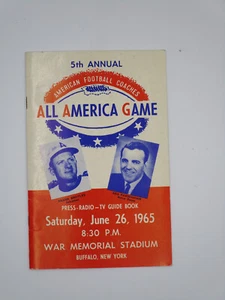 5th ANNUAL
AMERICAN FOOTBALL COACHES
ALL AMERICA GAME
PRESS-RADIO-TV GUIDE BOOK
Saturday, June 26, 1965
8:30 P.M.
WAR MEMORIAL STADIUM
BUFFALO, NEW YORK